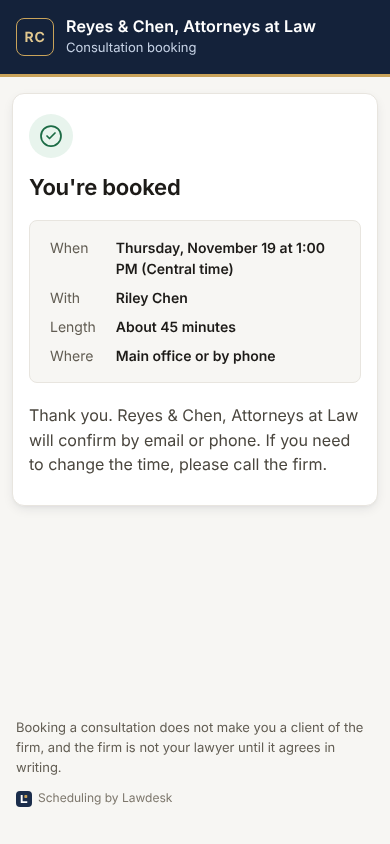 RC
Reyes & Chen, Attorneys at Law
Consultation booking
You're booked
When Thursday, November 19 at 1:00
PM (Central time)
With Riley Chen
Length About 45 minutes
Where Main office or by phone
Thank you. Reyes & Chen, Attorneys at Law
will confirm by email or phone. If you need
to change the time, please call the firm.
Booking a consultation does not make you a client of the
firm, and the firm is not your lawyer until it agrees in
writing.
L Scheduling by Lawdesk